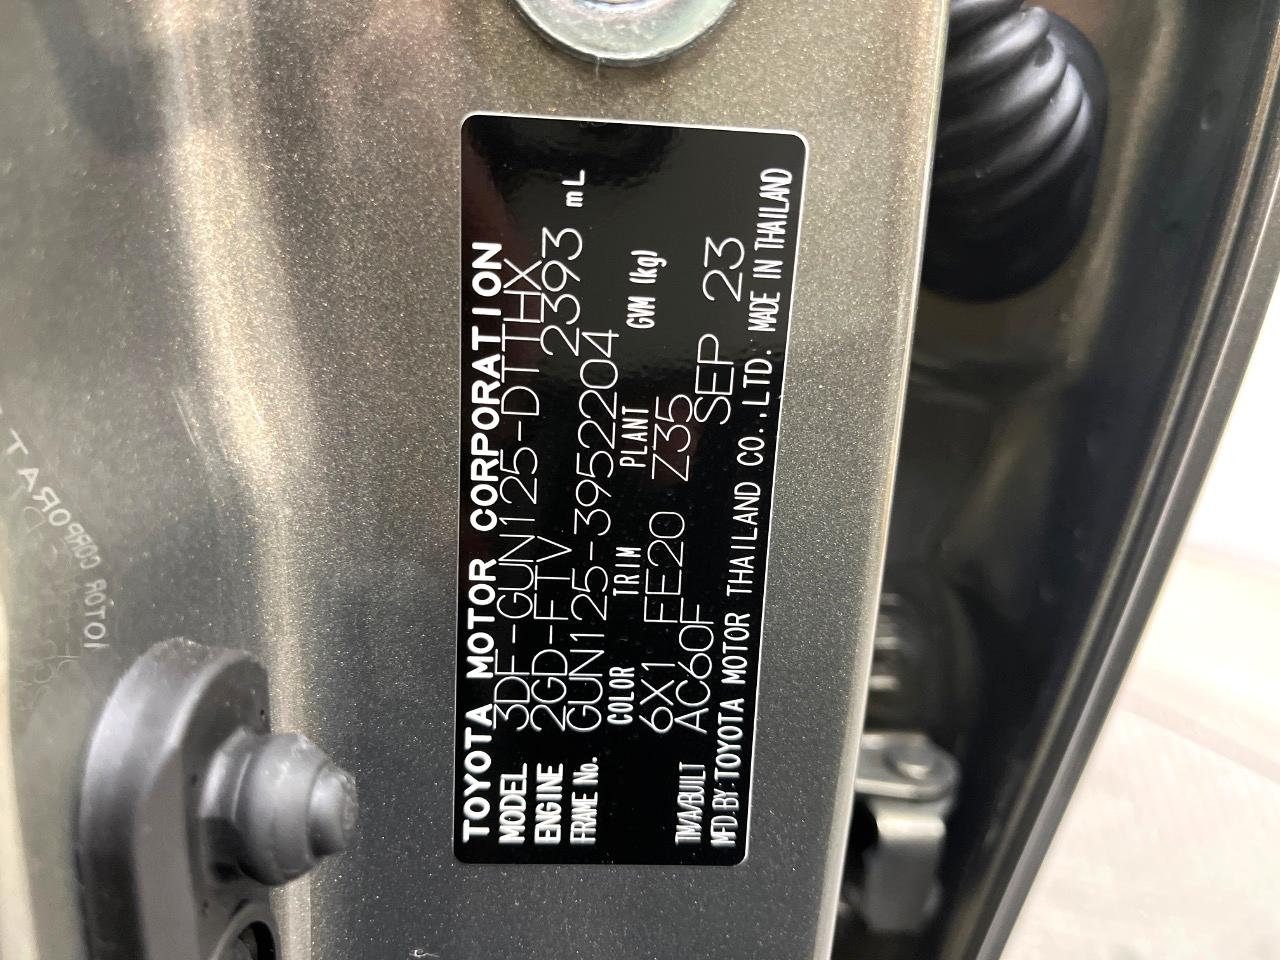 TOYOTA MOTOR CORPORATION
MODEL 3DF-GUN125-DTTHX
ENGINE 2GD-FTV 2393 mL
FRAME No. GUN125-3952204
COLOR TRIM PLANT GVM (kg)
6X1 FE20 Z35
TM/A/BUILT AC60F SEP 23
MFD.BY:TOYOTA MOTOR THAILAND CO.,LTD. MADE IN THAILAND